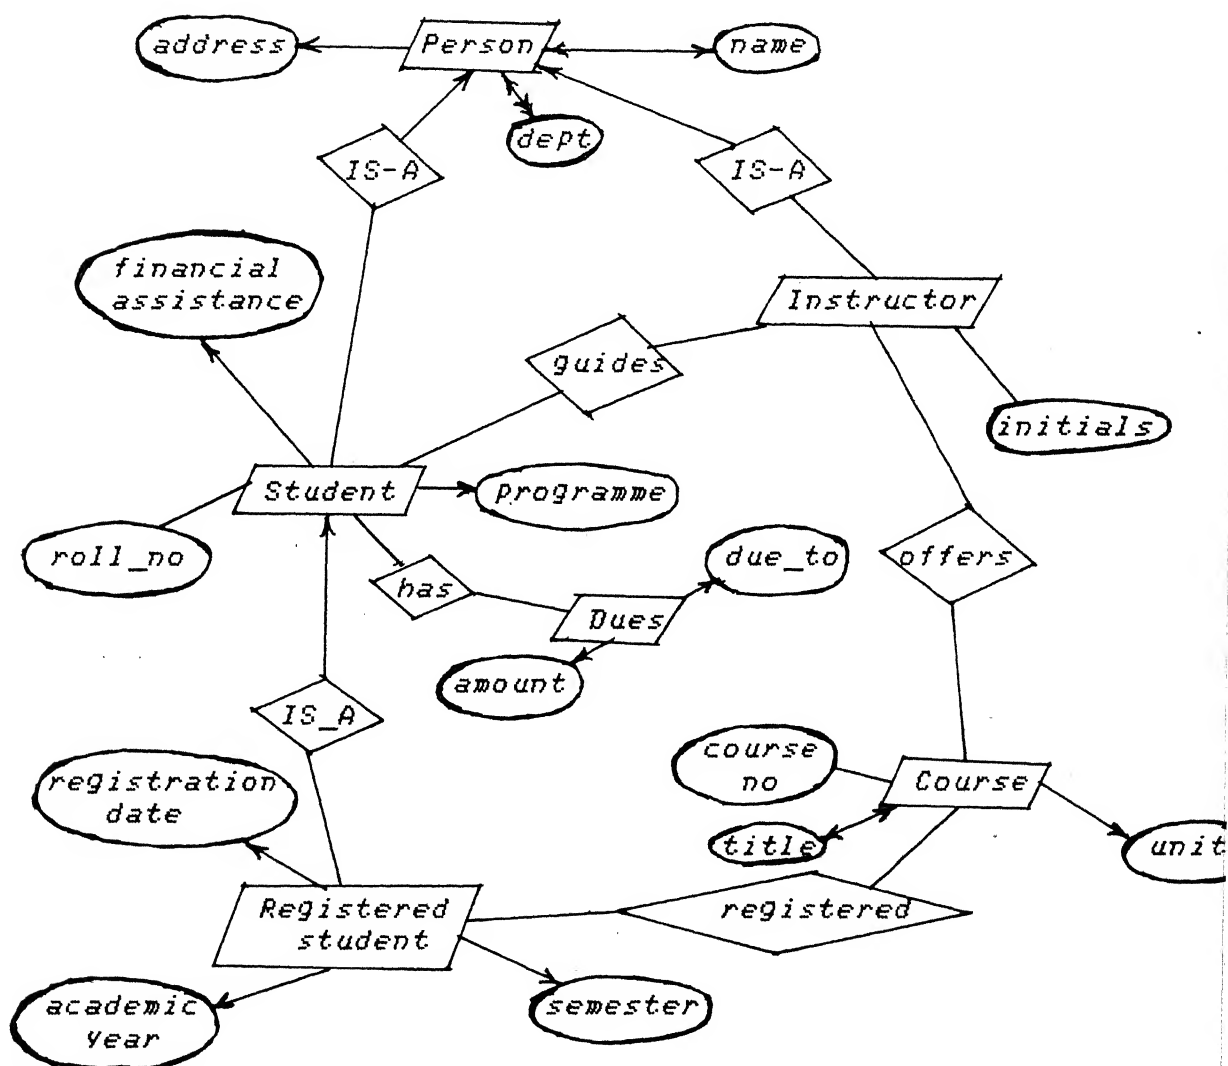 address
Person
name
dept
IS-A
IS-A
financial
assistance
Instructor
guides
initials
Student
programme
roll_no
due_to
offers
has
Dues
amount
IS_A
course
no
Course
registration
date
title
unit
Registered
student
registered
academic
year
semester